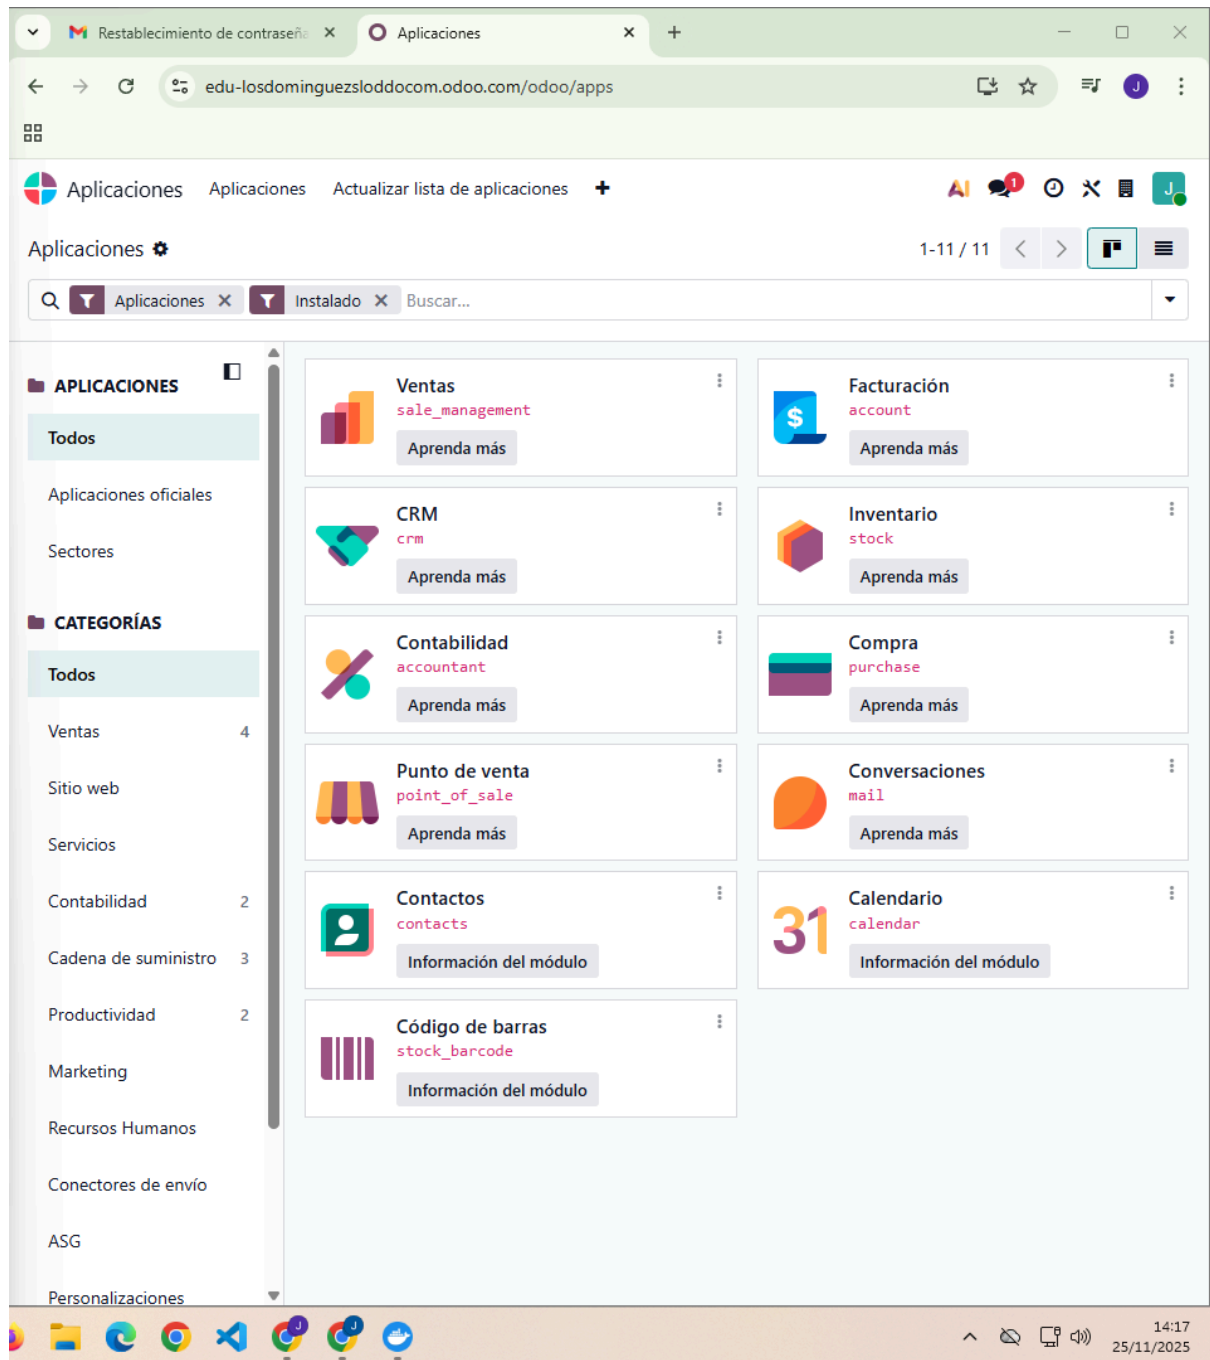 Restablecimiento de contraseña
Aplicaciones
edu-losdominguezsloddocom.odoo.com/odoo/apps
J
Aplicaciones
Aplicaciones
Actualizar lista de aplicaciones
AI
1
J
Aplicaciones
1-11 / 11
Aplicaciones
Instalado
Buscar...
APLICACIONES
Todos
Aplicaciones oficiales
Sectores
CATEGORÍAS
Todos
Ventas 4
Sitio web
Servicios
Contabilidad 2
Cadena de suministro 3
Productividad 2
Marketing
Recursos Humanos
Conectores de envío
ASG
Personalizaciones
Ventas
sale_management
Aprenda más
$
Facturación
account
Aprenda más
CRM
crm
Aprenda más
Inventario
stock
Aprenda más
Contabilidad
accountant
Aprenda más
Compra
purchase
Aprenda más
Punto de venta
point_of_sale
Aprenda más
Conversaciones
mail
Aprenda más
Contactos
contacts
Información del módulo
31
Calendario
calendar
Información del módulo
Código de barras
stock_barcode
Información del módulo
J
J
14:17
25/11/2025